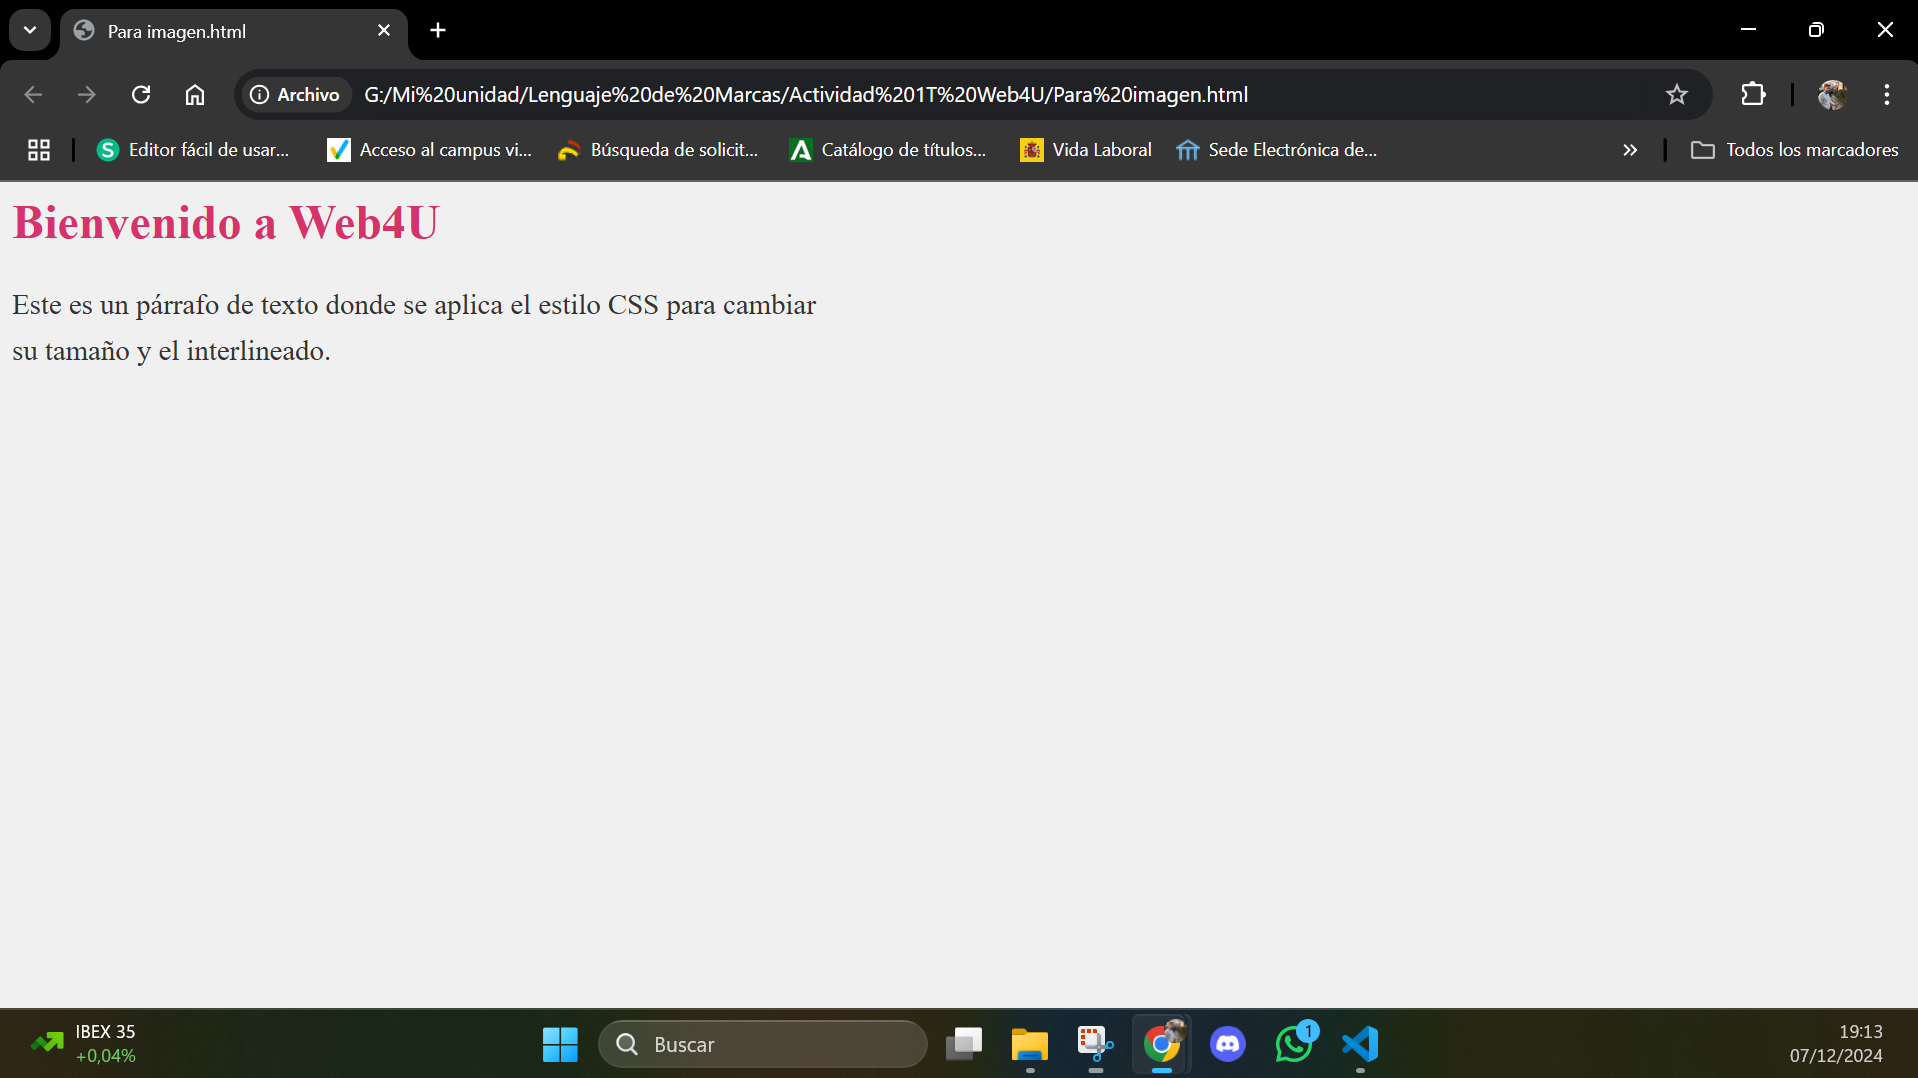 Para imagen.html
Archivo
G:/Mi%20unidad/Lenguaje%20de%20Marcas/Actividad%201T%20Web4U/Para%20imagen.html
Editor fácil de usar...
Acceso al campus vi...
Búsqueda de solicit...
Catálogo de títulos...
Vida Laboral
Sede Electrónica de...
Todos los marcadores
Bienvenido a Web4U
Este es un párrafo de texto donde se aplica el estilo CSS para cambiar
su tamaño y el interlineado.
IBEX 35
+0,04%
Buscar
1
19:13
07/12/2024